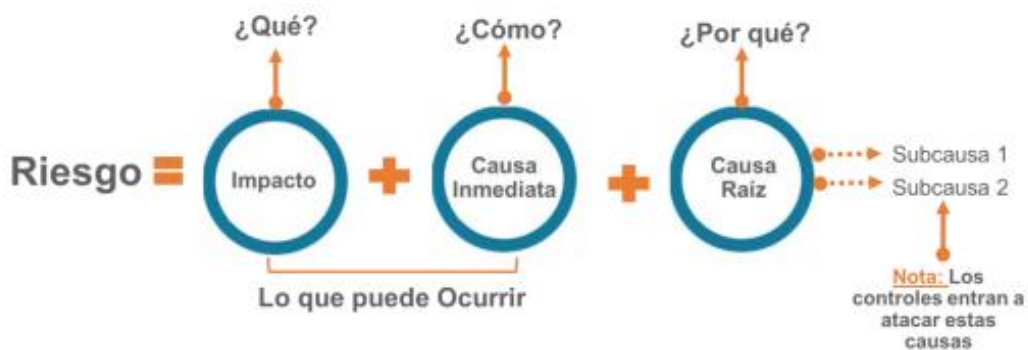 ¿Qué?
¿Cómo?
¿Por qué?
Riesgo =
Impacto
+
Causa
Inmediata
+
Causa
Raíz
Subcausa 1
Subcausa 2
Lo que puede Ocurrir
Nota: Los
controles entran a
atacar estas
causas